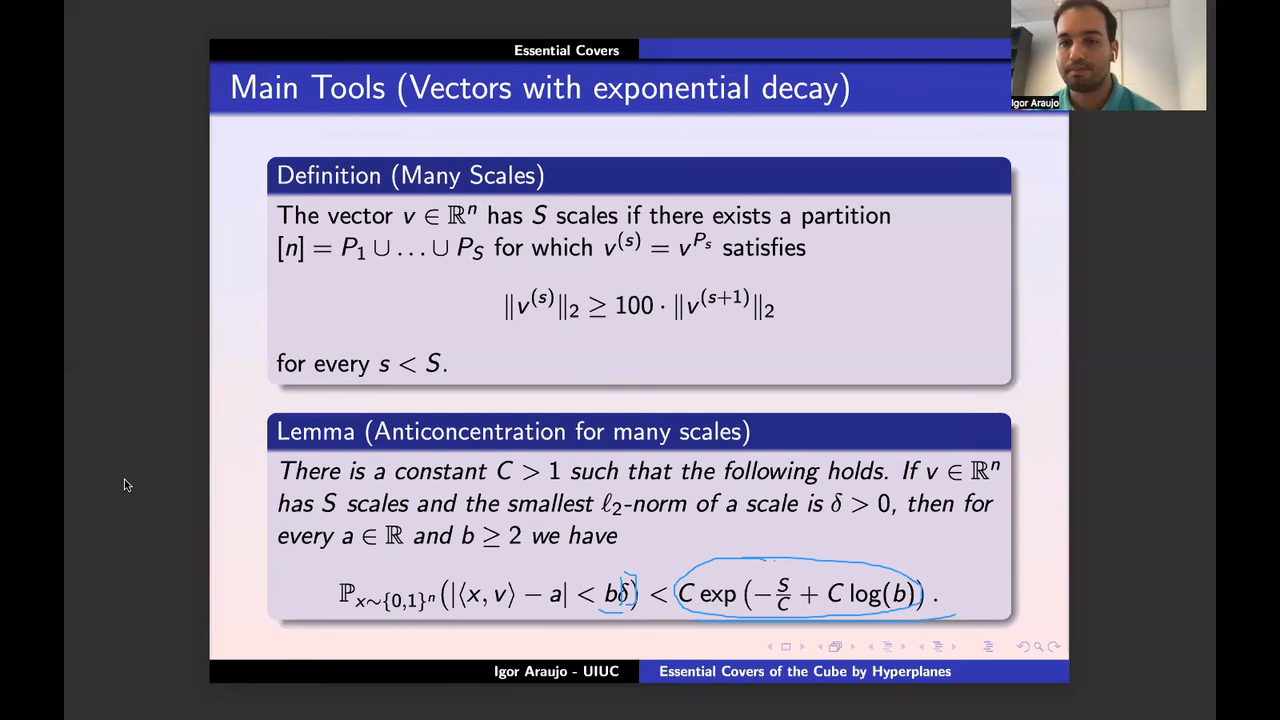 Essential Covers
Main Tools (Vectors with exponential decay)
Igor Araujo
Definition (Many Scales)
The vector v ∈ ℝⁿ has S scales if there exists a partition
[n] = P₁ ∪ … ∪ P_S for which v^(s) = v^{P_s} satisfies
‖v^(s)‖₂ ≥ 100 · ‖v^(s+1)‖₂
for every s < S.
Lemma (Anticoncentration for many scales)
There is a constant C > 1 such that the following holds. If v ∈ ℝⁿ
has S scales and the smallest ℓ₂-norm of a scale is δ > 0, then for
every a ∈ ℝ and b ≥ 2 we have
ℙ_{x∼{0,1}ⁿ}(|⟨x, v⟩ − a| < bδ) < C exp (−S/C + C log(b)) .
Igor Araujo - UIUC
Essential Covers of the Cube by Hyperplanes